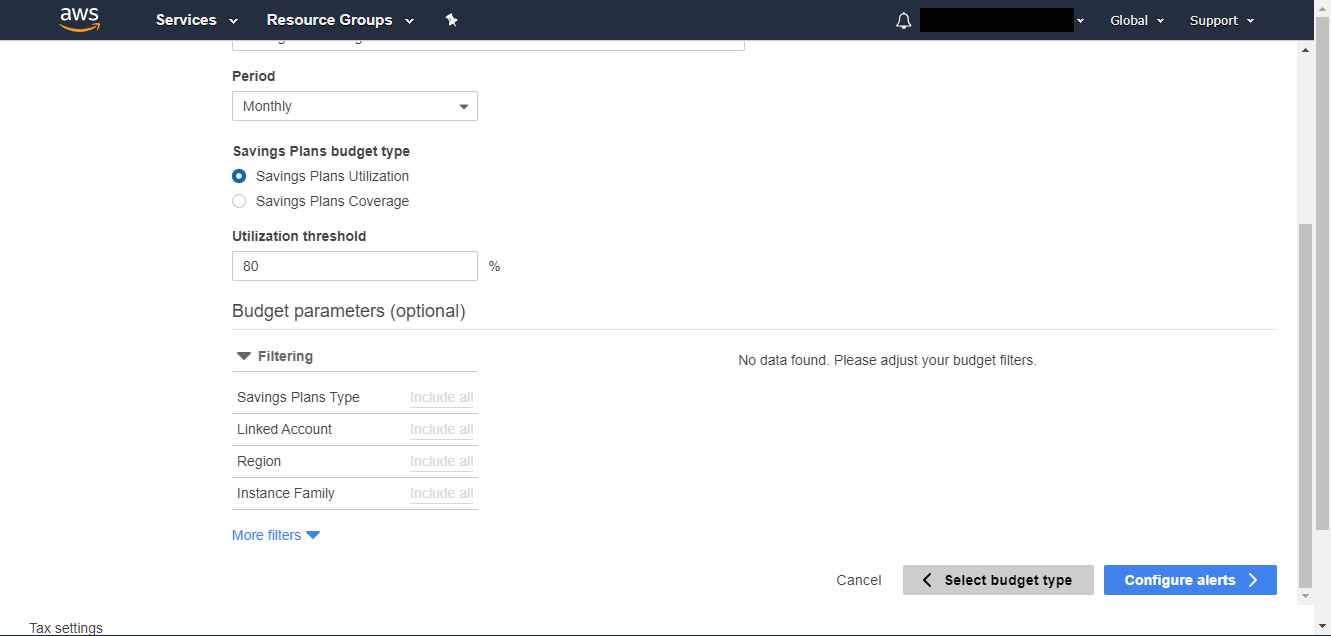 aws Services Resource Groups Global Support
Period
Monthly
Savings Plans budget type
Savings Plans Utilization
Savings Plans Coverage
Utilization threshold
80 %
Budget parameters (optional)
Filtering
No data found. Please adjust your budget filters.
Savings Plans Type Include all
Linked Account Include all
Region Include all
Instance Family Include all
More filters
Cancel Select budget type Configure alerts
Tax settings